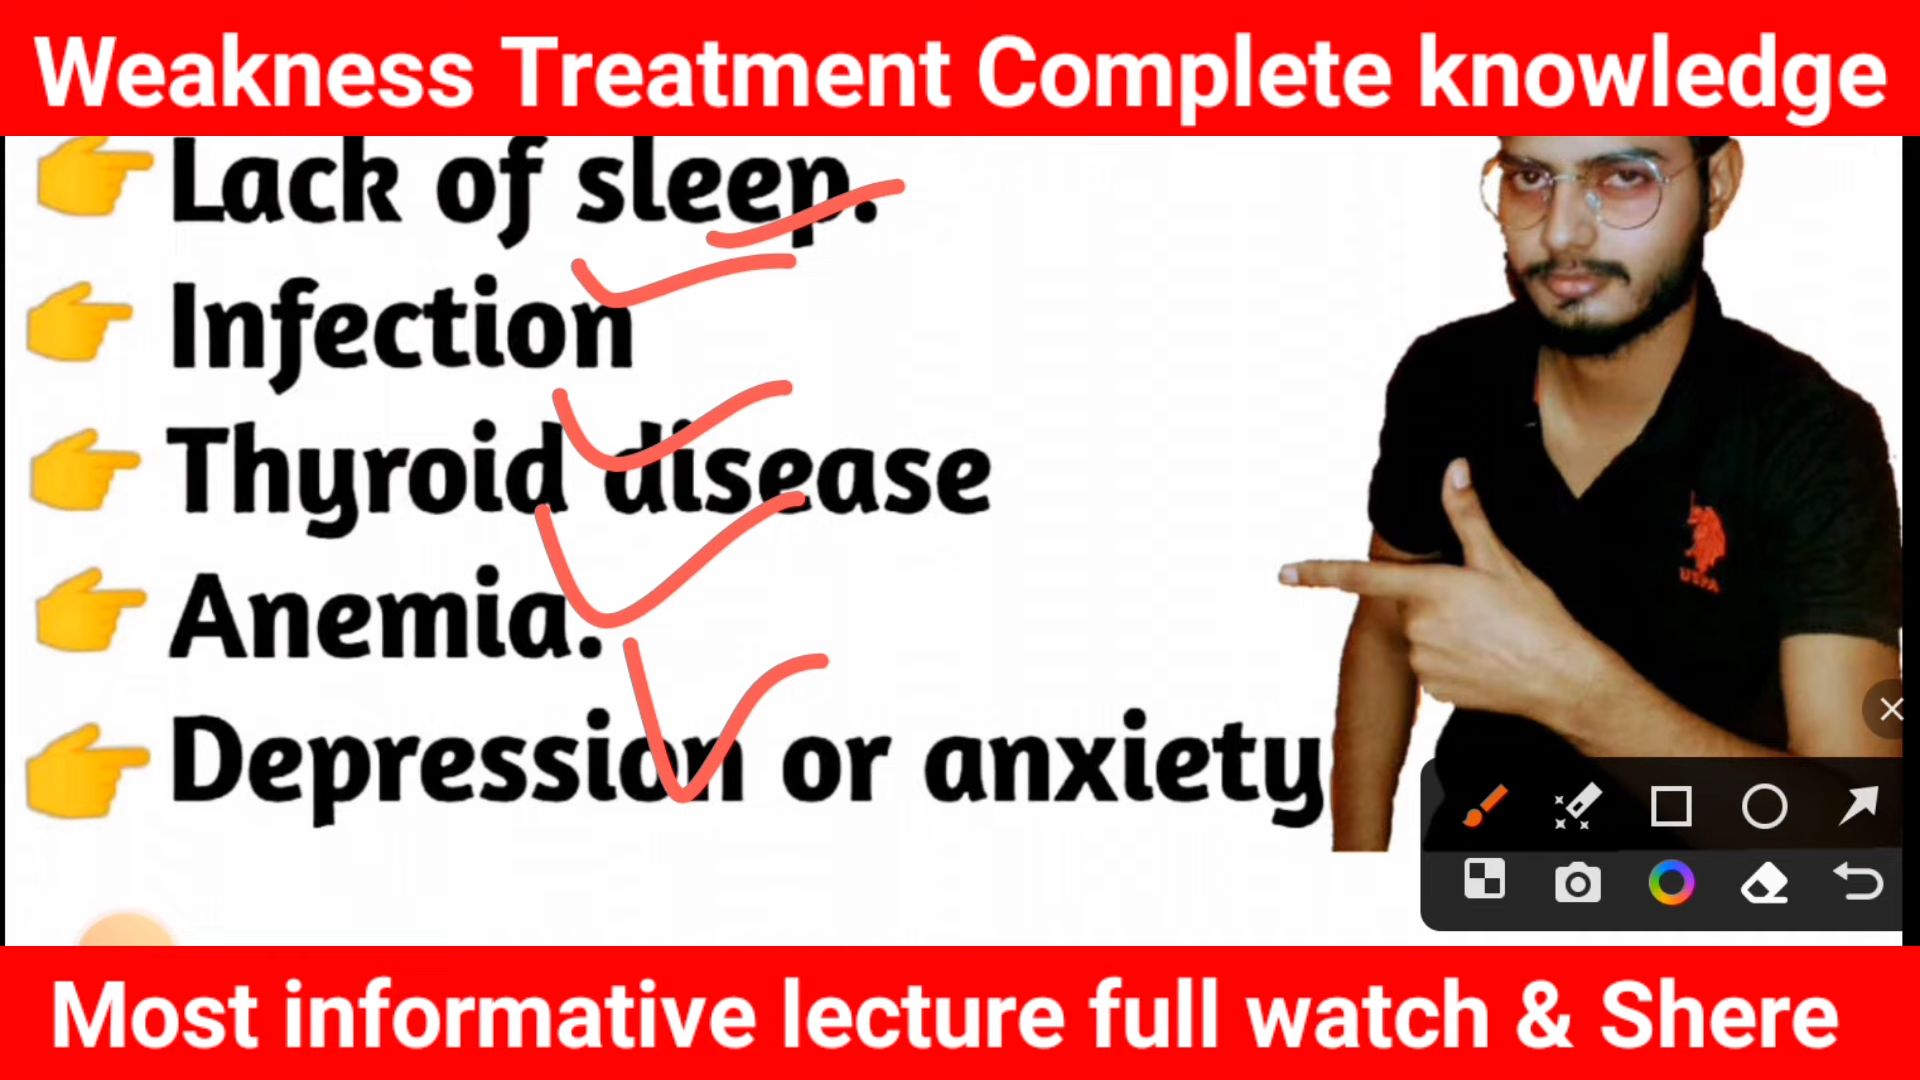 Weakness Treatment Complete knowledge
Lack of sleep.
Infection
Thyroid disease
Anemia.
Depression or anxiety
USPA
Most informative lecture full watch & Shere